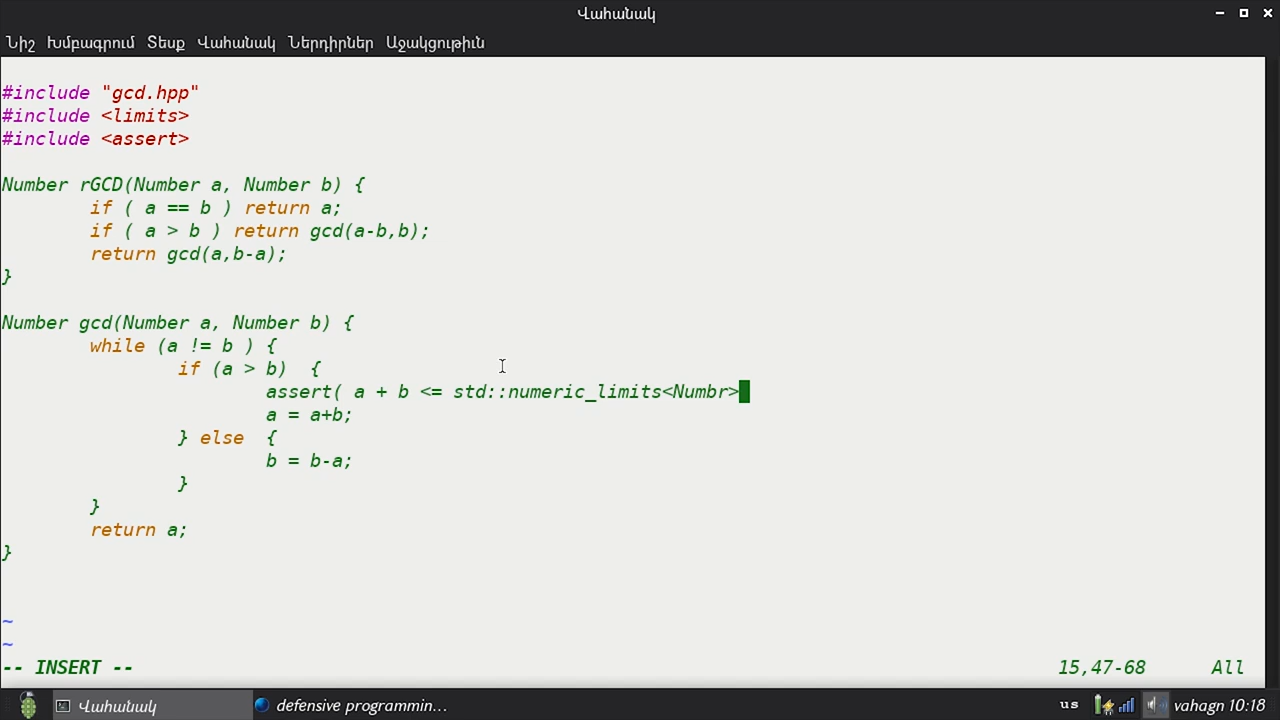 Վահանակ
Նիշ Խմբագրում Տեսք Վահանակ Ներդիրներ Աջակցութիւն
#include "gcd.hpp"
#include <limits>
#include <assert>
Number rGCD(Number a, Number b) {
if ( a == b ) return a;
if ( a > b ) return gcd(a-b,b);
return gcd(a,b-a);
}
Number gcd(Number a, Number b) {
while (a != b ) {
if (a > b)  {
assert( a + b <= std::numeric_limits<Numbr>
a = a+b;
} else  {
b = b-a;
}
}
return a;
}
~
~
-- INSERT -- 15,47-68 All
Վահանակ defensive programmin... us vahagn 10:18